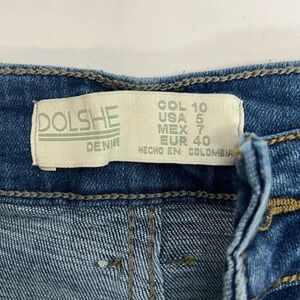 DOLSHE
DENIM
COL 10
USA 5
MEX 7
EUR 40
HECHO EN COLOMBIA